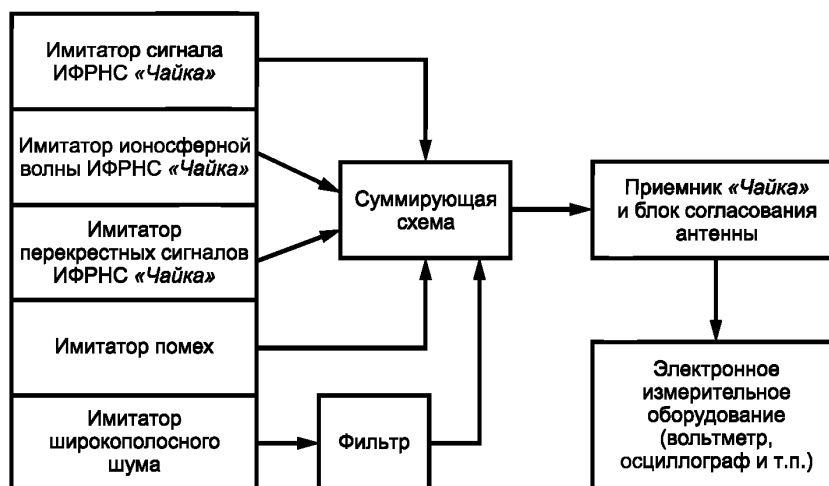 Имитатор сигнала
ИФРНС «Чайка»
Имитатор ионосферной
волны ИФРНС «Чайка»
Имитатор
перекрестных сигналов
ИФРНС «Чайка»
Имитатор помех
Имитатор
широкополосного
шума
Фильтр
Суммирующая
схема
Приемник «Чайка»
и блок согласования
антенны
Электронное
измерительное
оборудование
(вольтметр,
осциллограф и т.п.)